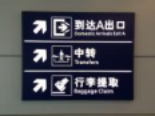 到达A出口
Domestic Arrivals Exit A
中转
Transfers
行李提取
Baggage Claim